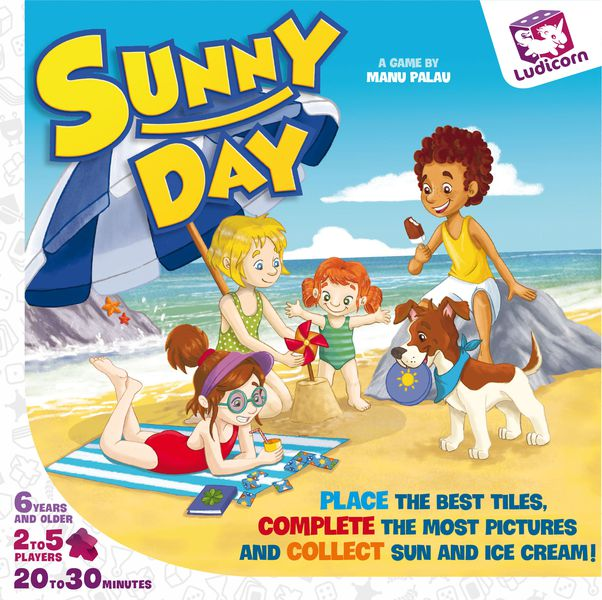 SUNNY
DAY
A GAME BY
MANU PALAU
Ludicorn
6 YEARS
AND OLDER
2 TO 5
PLAYERS
20 TO 30 MINUTES
PLACE THE BEST TILES,
COMPLETE THE MOST PICTURES
AND COLLECT SUN AND ICE CREAM!